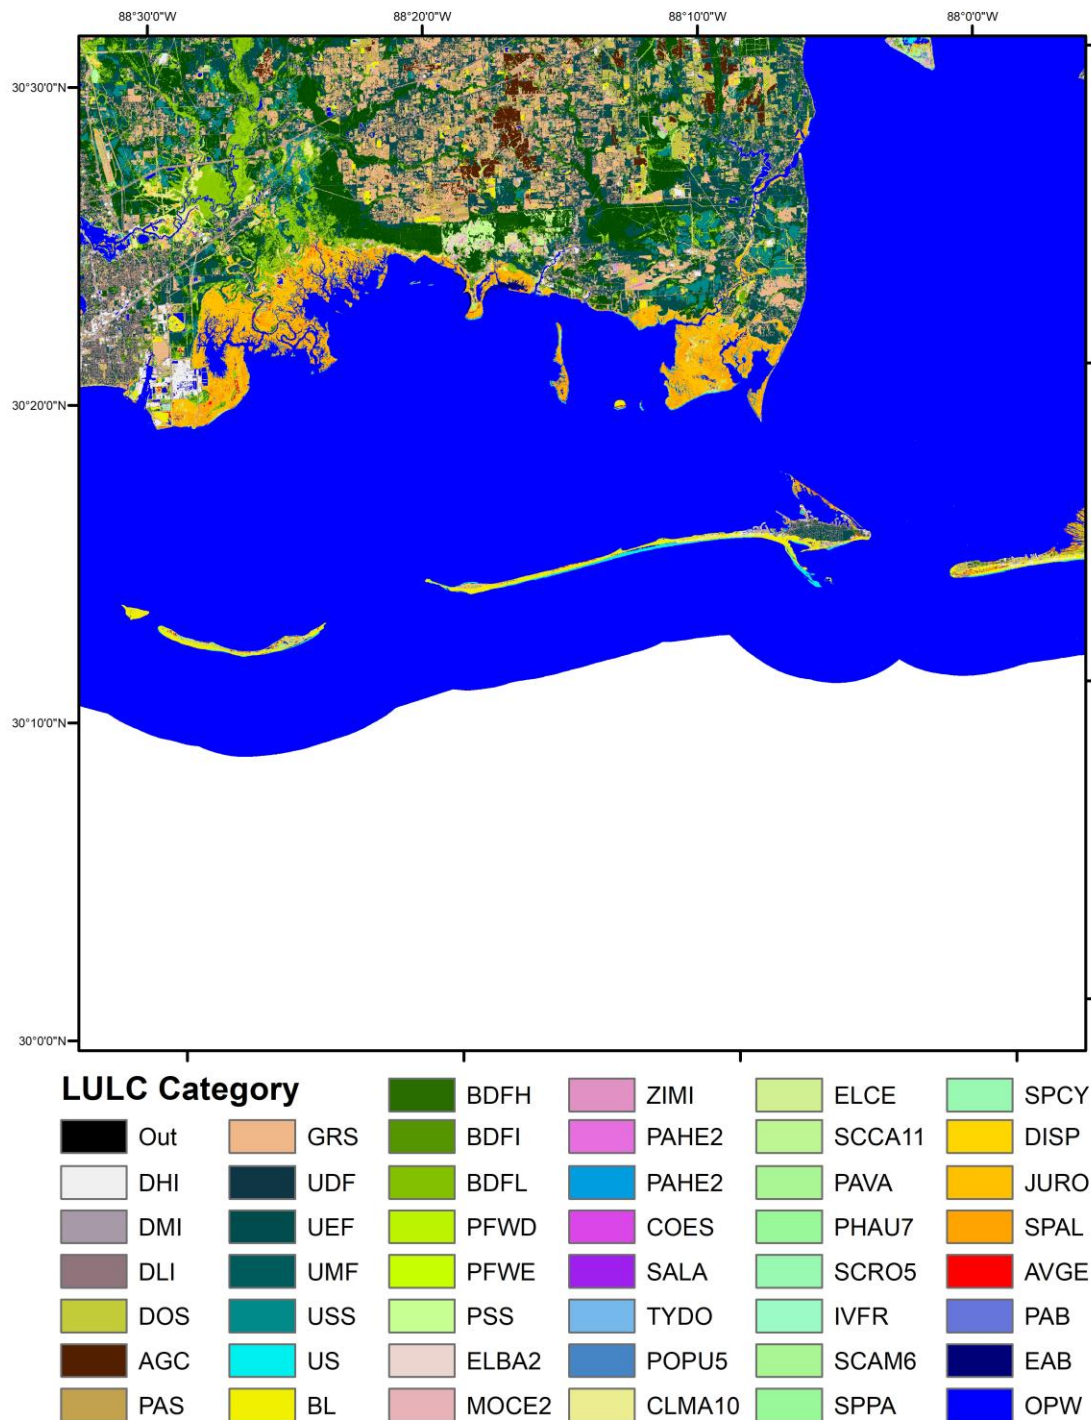 88°30'0"W 88°20'0"W 88°10'0"W 88°0'0"W
30°30'0"N
30°20'0"N
30°10'0"N
30°0'0"N
LULC Category
Out
DHI
DMI
DLI
DOS
AGC
PAS
GRS
UDF
UEF
UMF
USS
US
BL
BDFH
BDFI
BDFL
PFWD
PFWE
PSS
ELBA2
MOCE2
ZIMI
PAHE2
PAHE2
COES
SALA
TYDO
POPU5
CLMA10
ELCE
SCCA11
PAVA
PHAU7
SCRO5
IVFR
SCAM6
SPPA
SPCY
DISP
JURO
SPAL
AVGE
PAB
EAB
OPW